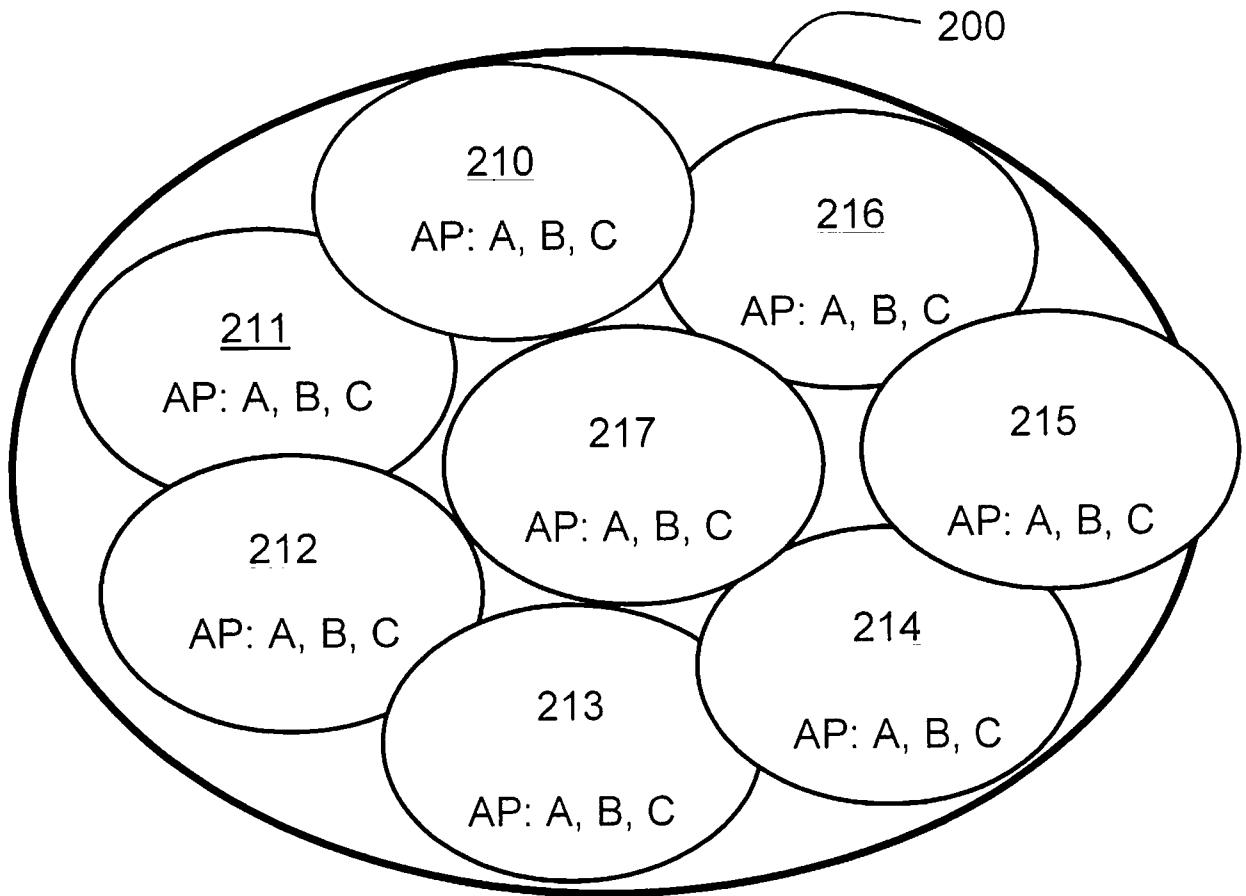 200
210
AP: A, B, C
216
AP: A, B, C
211
AP: A, B, C
217
AP: A, B, C
215
AP: A, B, C
212
AP: A, B, C
214
AP: A, B, C
213
AP: A, B, C